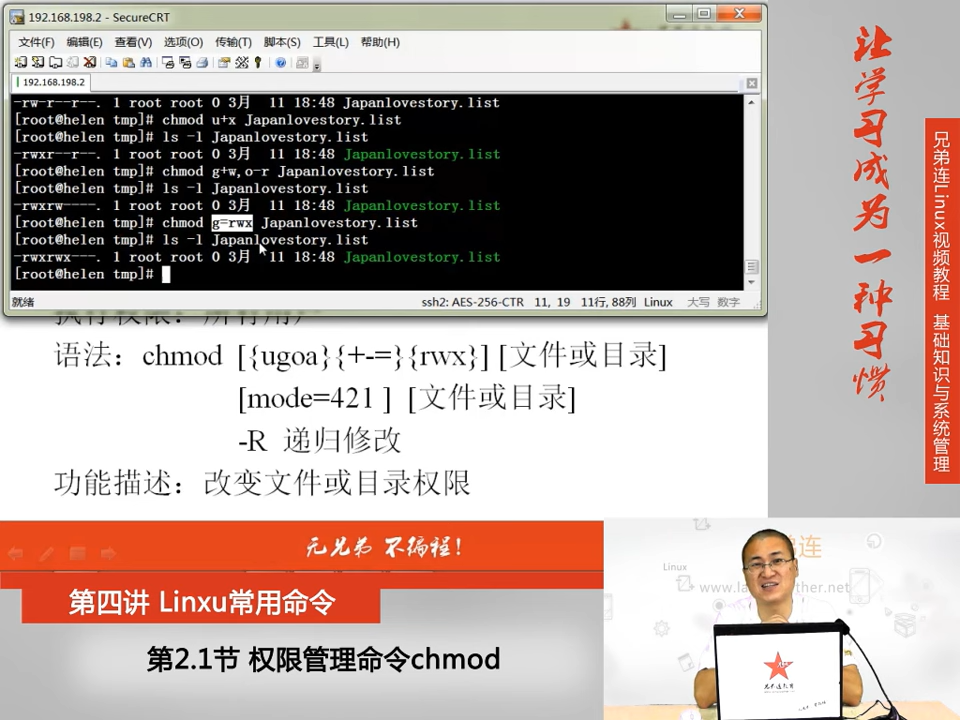 192.168.198.2 - SecureCRT
文件(F) 编辑(E) 查看(V) 选项(O) 传输(T) 脚本(S) 工具(L) 帮助(H)
192.168.198.2
-rw-r--r--. 1 root root 0 3月 11 18:48 Japanlovestory.list
[root@helen tmp]# chmod u+x Japanlovestory.list
[root@helen tmp]# ls -l Japanlovestory.list
-rwxr--r--. 1 root root 0 3月 11 18:48 Japanlovestory.list
[root@helen tmp]# chmod g+w,o-r Japanlovestory.list
[root@helen tmp]# ls -l Japanlovestory.list
-rwxrw----. 1 root root 0 3月 11 18:48 Japanlovestory.list
[root@helen tmp]# chmod g=rwx Japanlovestory.list
[root@helen tmp]# ls -l Japanlovestory.list
-rwxrwx---. 1 root root 0 3月 11 18:48 Japanlovestory.list
[root@helen tmp]#
就绪 ssh2: AES-256-CTR 11, 19 11行, 88列 Linux 大写 数字
执行权限：所有用户
语法：chmod [{ugoa}{+-=}{rwx}] [文件或目录]
[mode=421 ] [文件或目录]
-R 递归修改
功能描述：改变文件或目录权限
让学习成为一种习惯
兄弟连Linux视频教程 基础知识与系统管理
无兄弟 不编程!
第四讲 Linxu常用命令
第2.1节 权限管理命令chmod
Linux